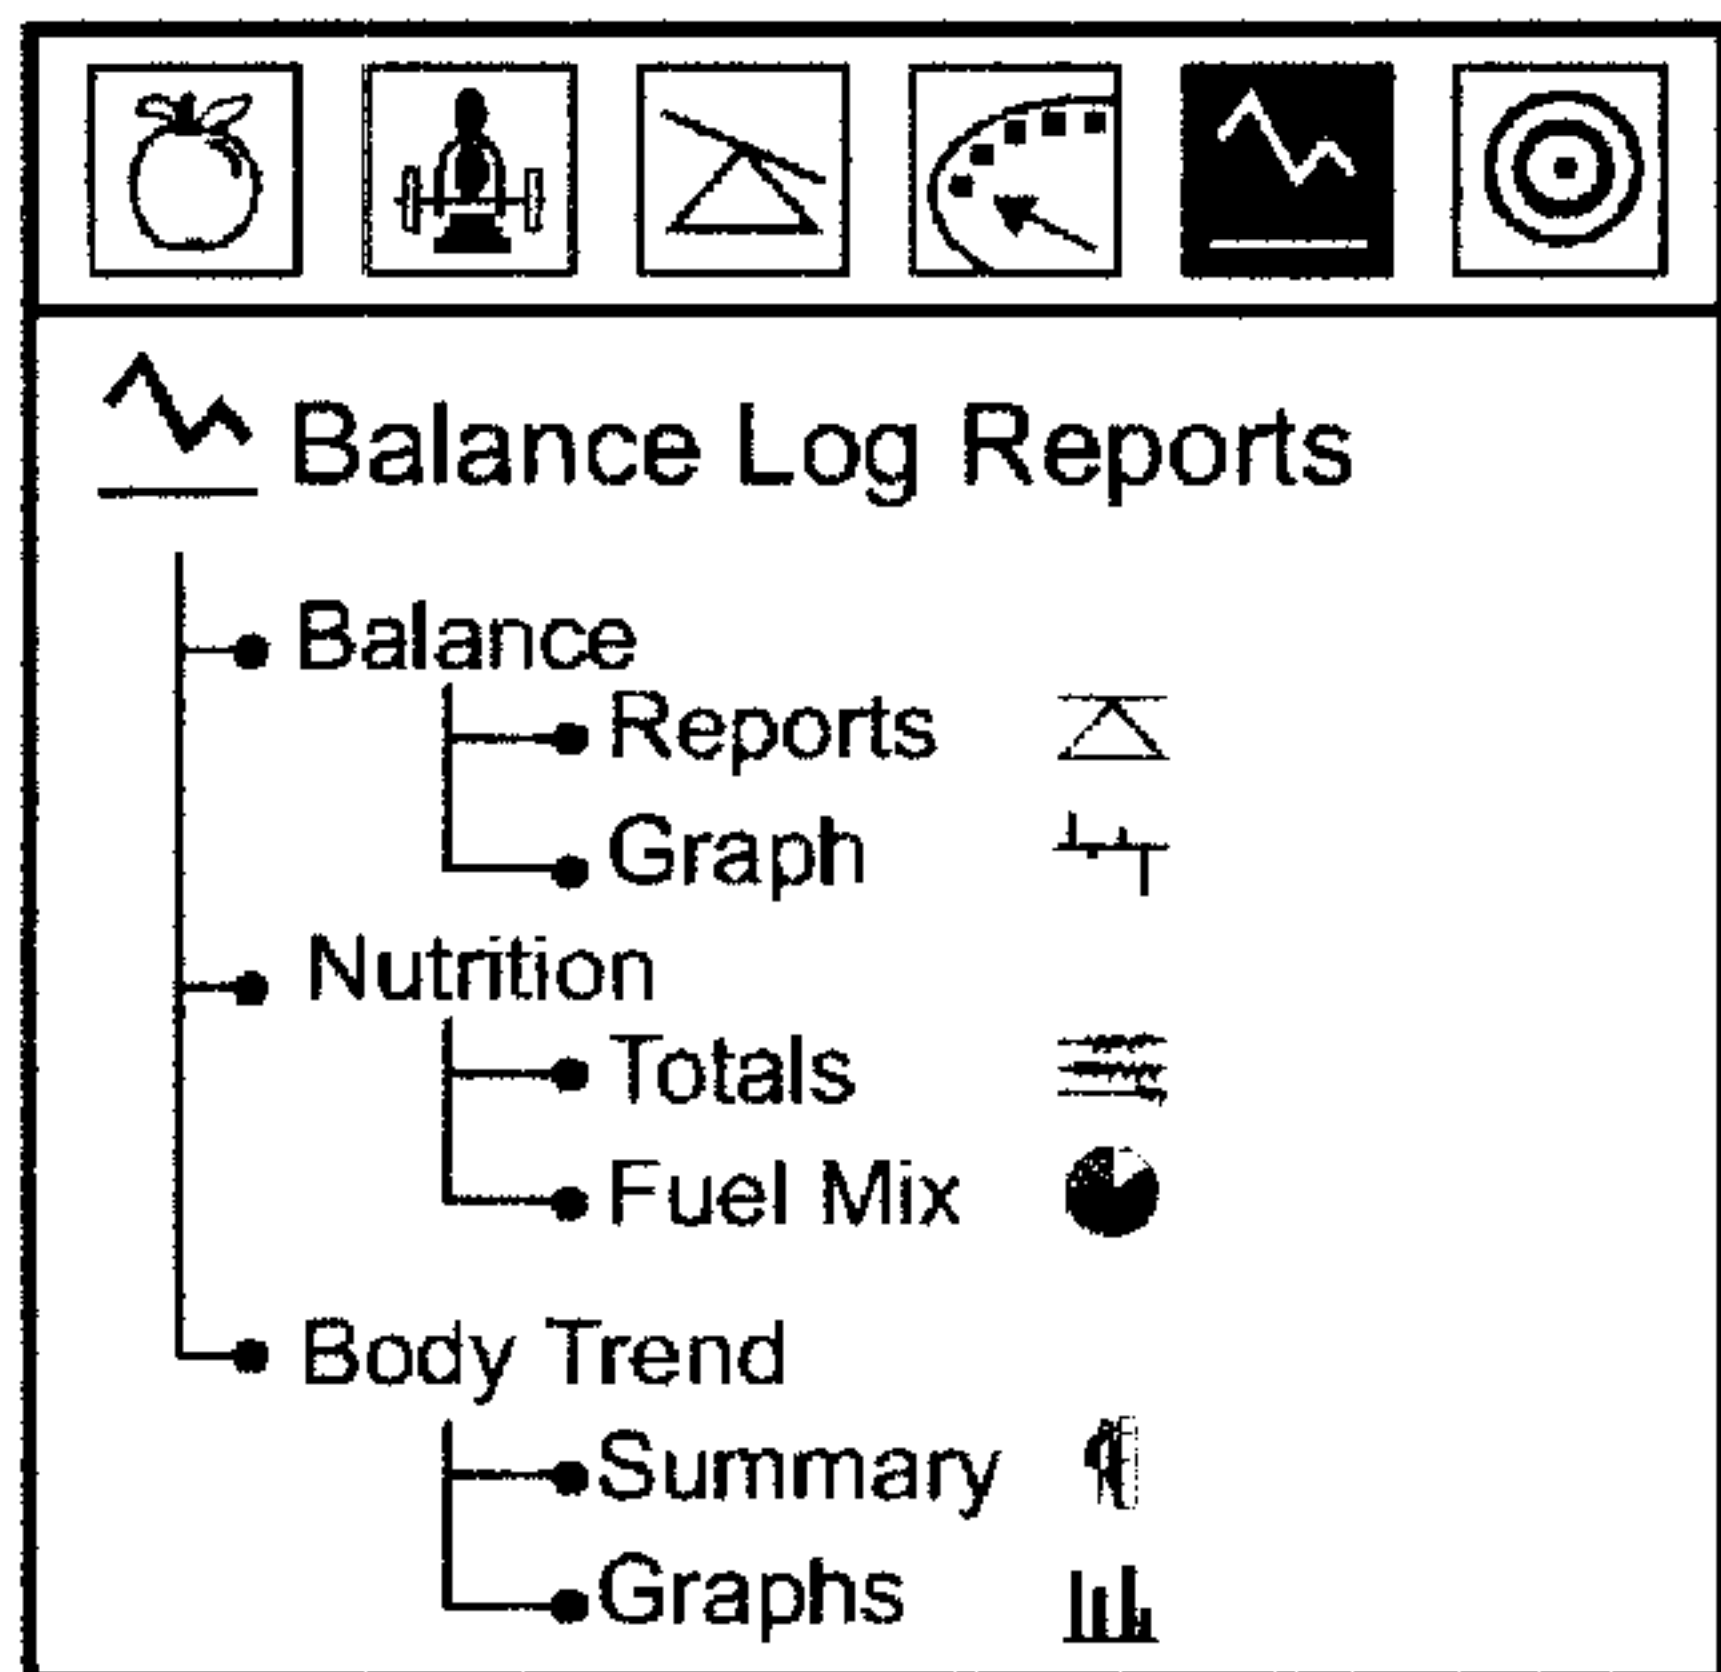 Balance Log Reports
Balance
Reports
Graph
Nutrition
Totals
Fuel Mix
Body Trend
Summary
Graphs